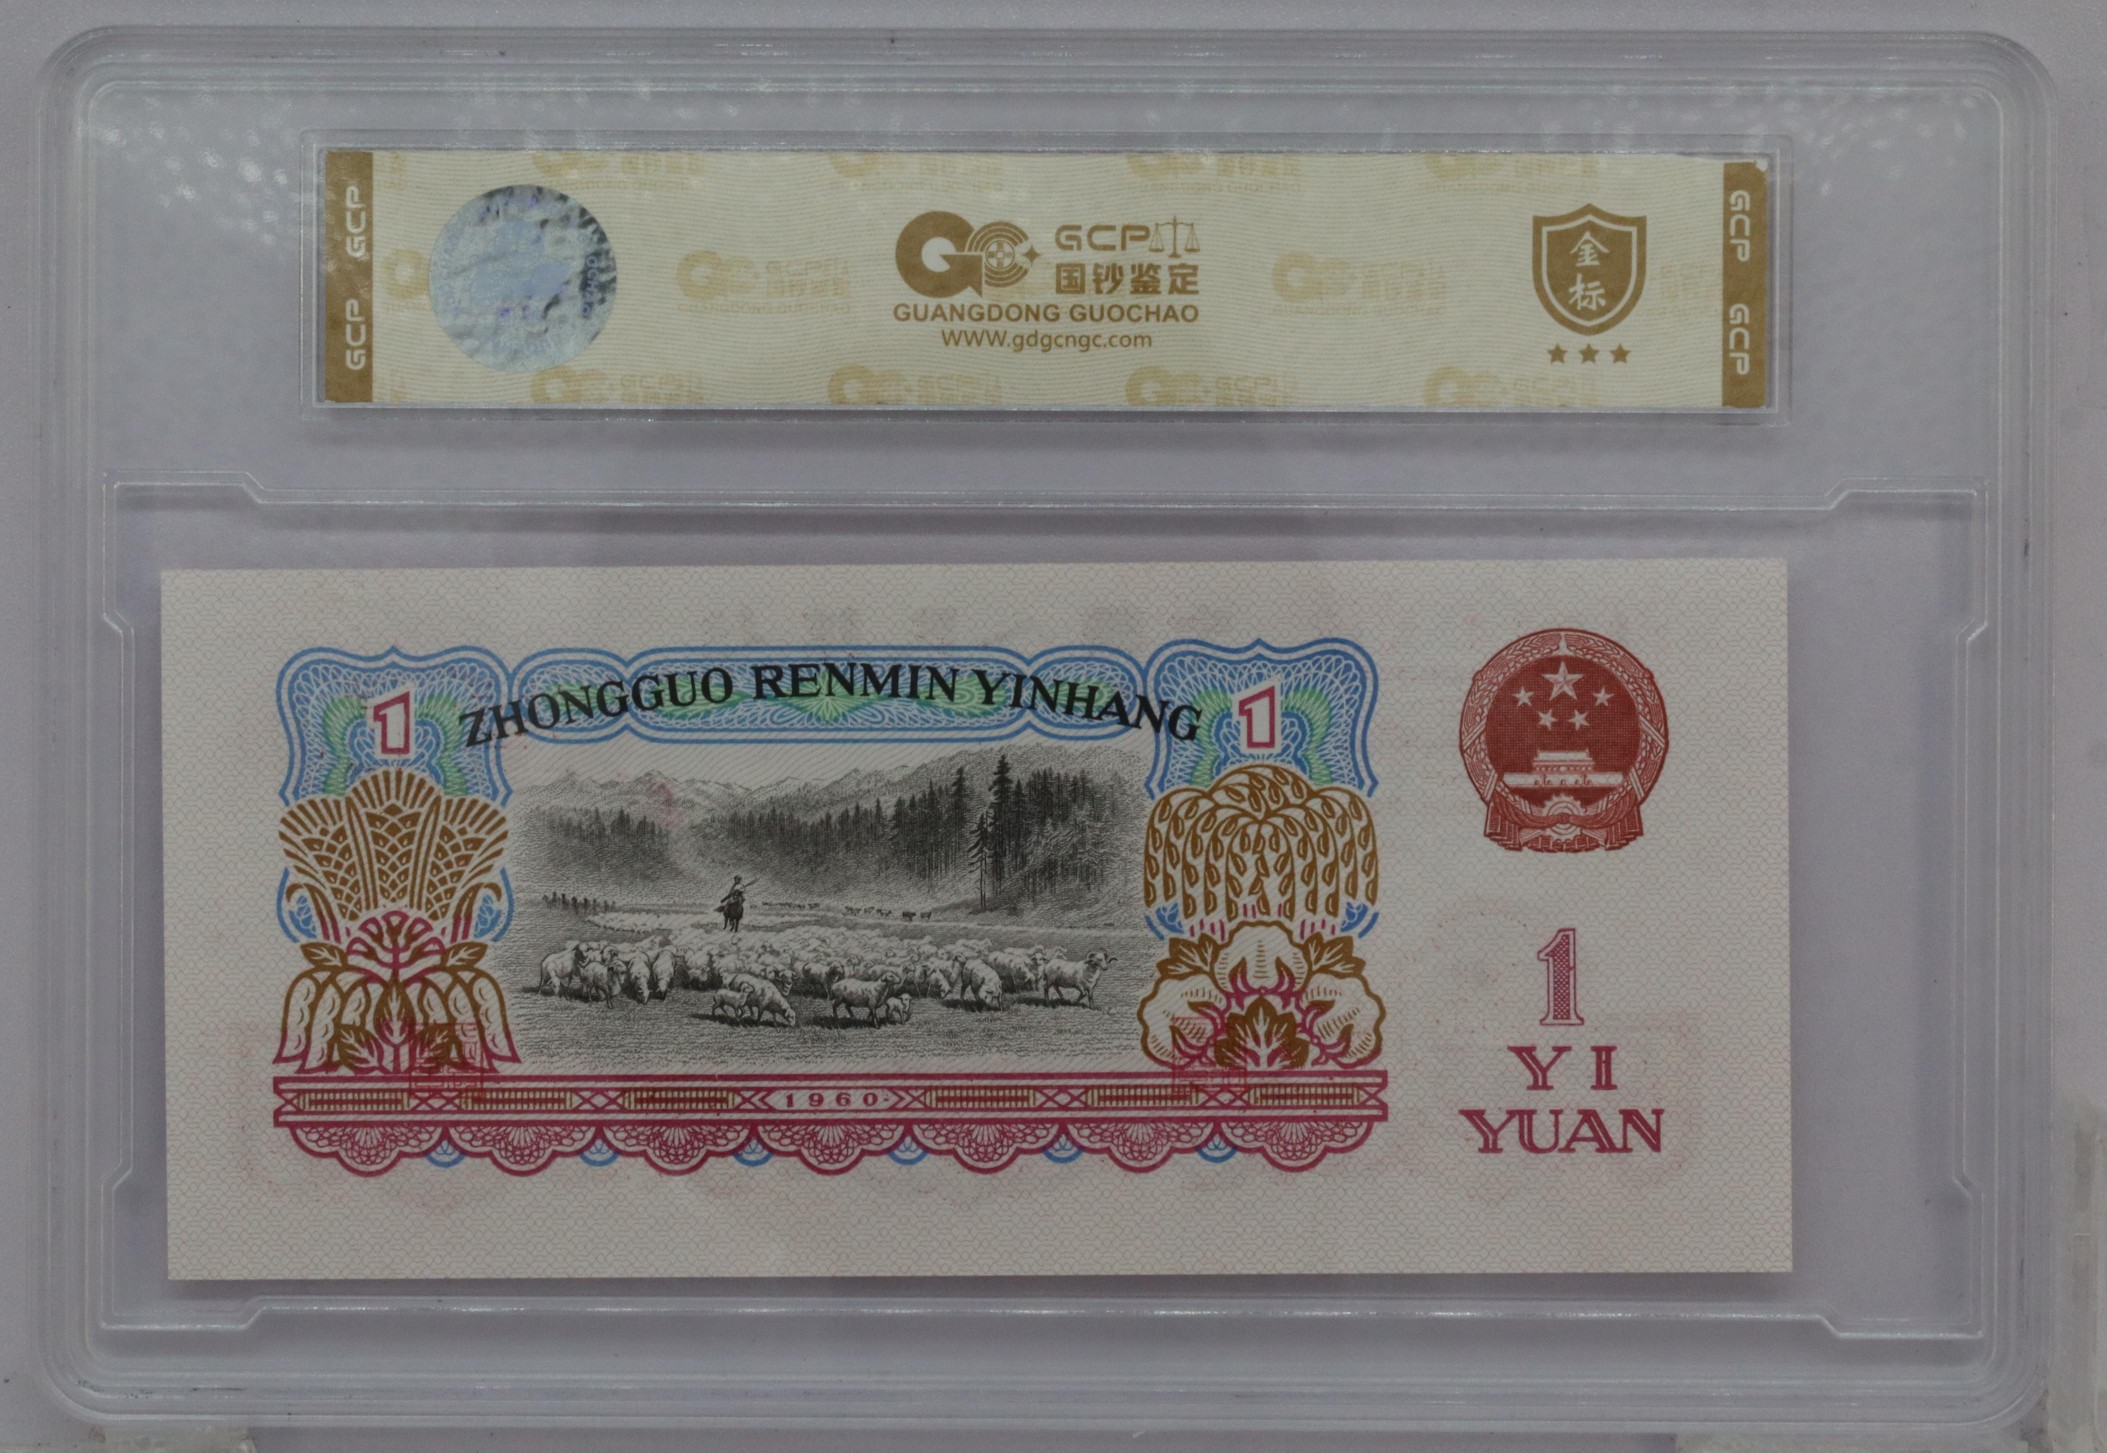 GCP GCP
GCP
国钞鉴定
GUANGDONG GUOCHAO
WWW.gdgcngc.com
金
标
GCP GCP
1
ZHONGGUO RENMIN YINHANG
1
1960
1
YI
YUAN